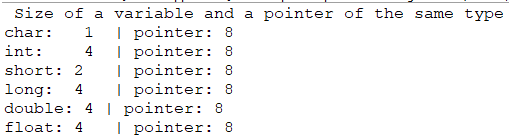 Size of a variable and a pointer of the same type
char:   1  | pointer: 8
int:    4  | pointer: 8
short: 2   | pointer: 8
long:  4   | pointer: 8
double: 4 | pointer: 8
float: 4   | pointer: 8